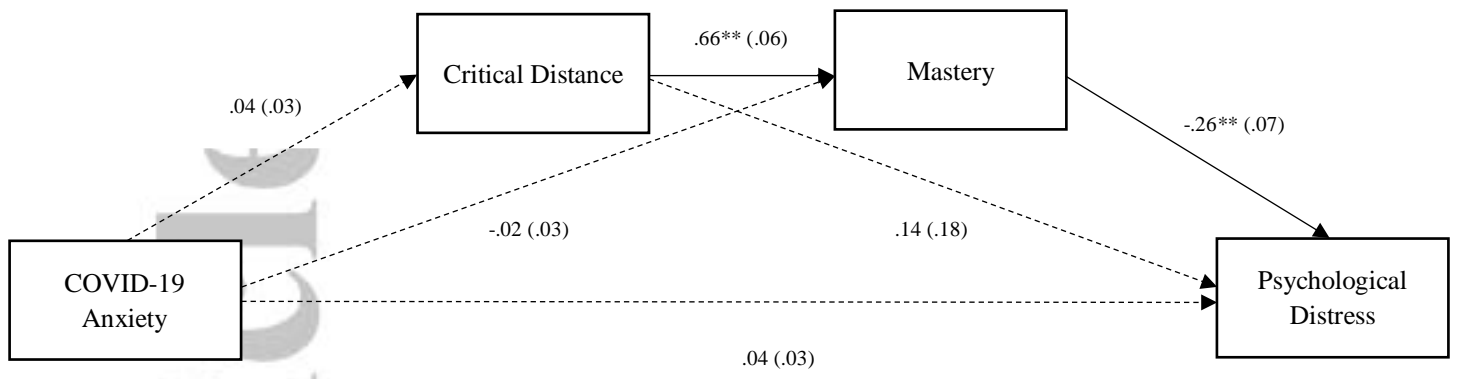 .66** (.06)
Critical Distance
Mastery
.04 (.03)
-.26** (.07)
-.02 (.03)
.14 (.18)
COVID-19
Anxiety
Psychological
Distress
.04 (.03)